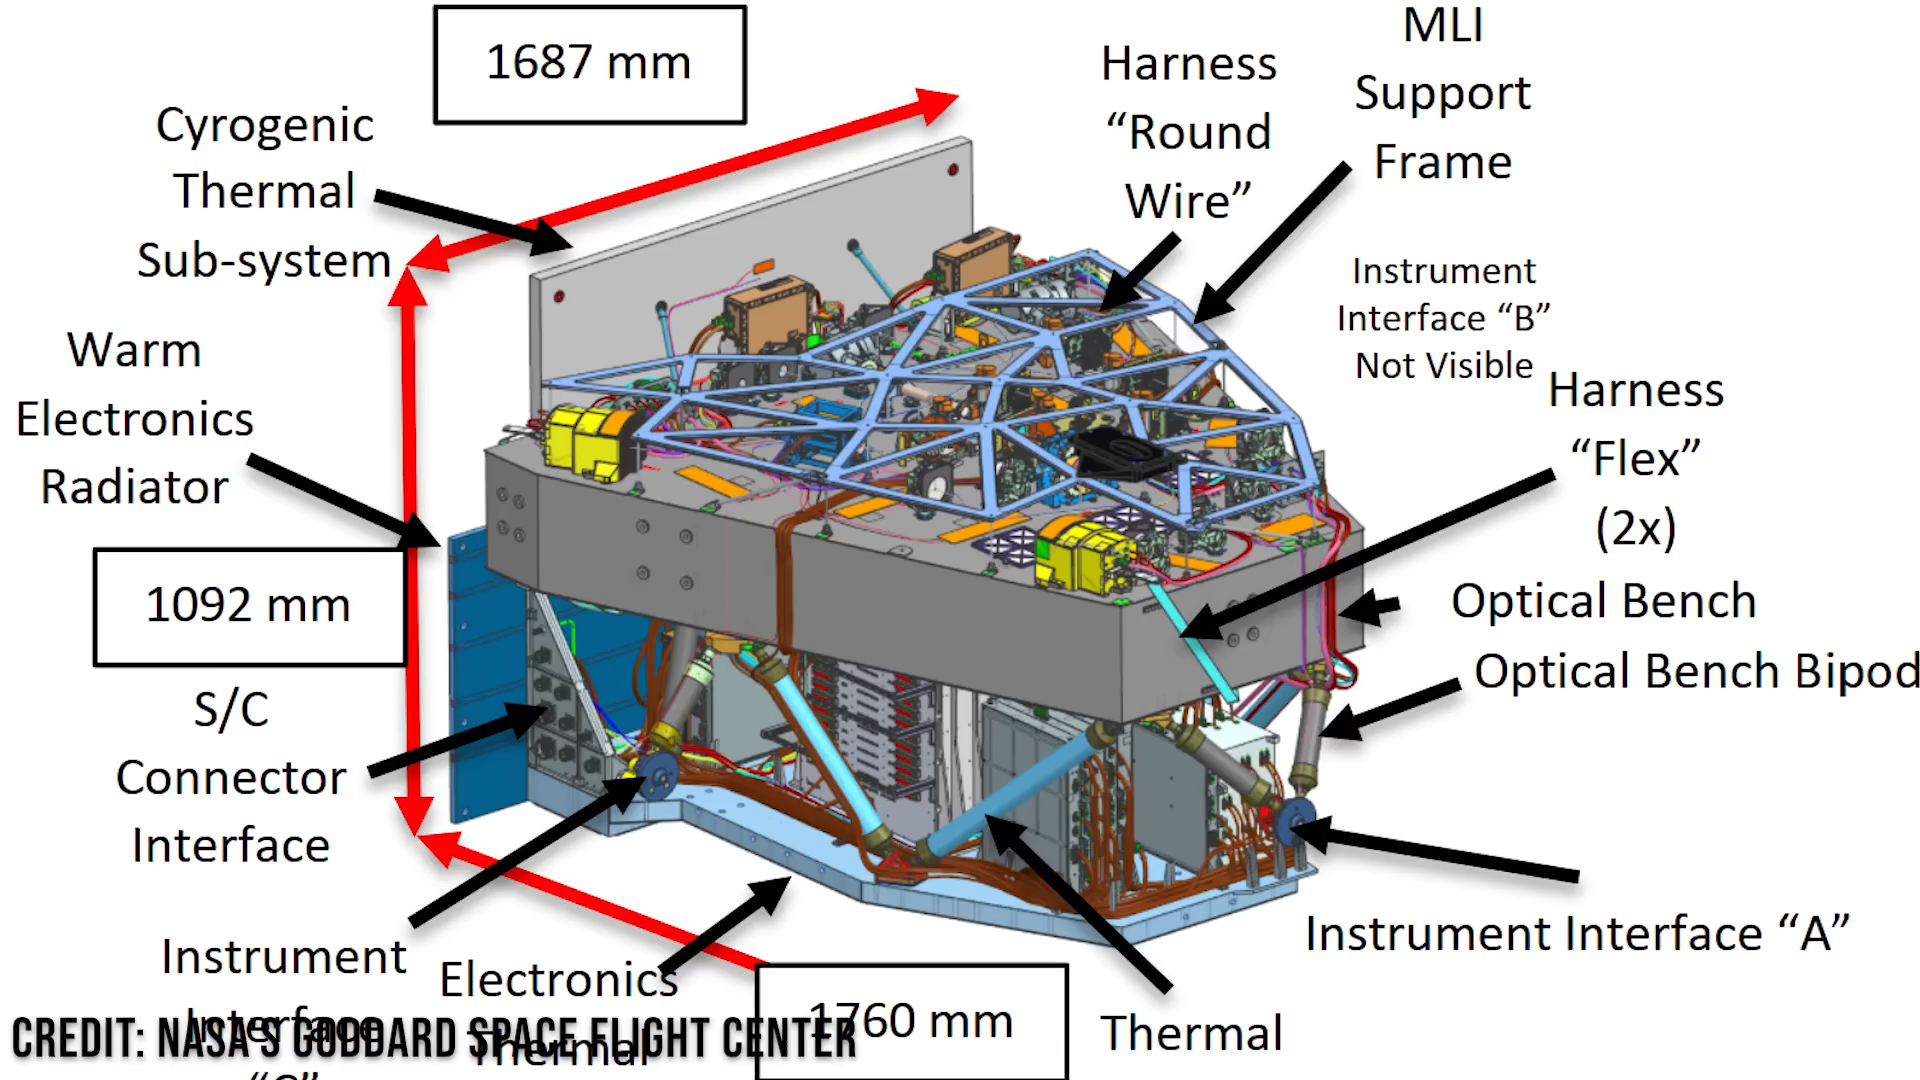 1687 mm
Cyrogenic
Thermal
Sub-system
Harness
“Round
Wire”
MLI
Support
Frame
Instrument
Interface “B”
Not Visible
Warm
Electronics
Radiator
Harness
“Flex”
(2x)
1092 mm
Optical Bench
Optical Bench Bipod
S/C
Connector
Interface
Instrument
Interface
“C”
Electronics
Thermal
1760 mm
Thermal
Instrument Interface “A”
CREDIT: NASA'S GODDARD SPACE FLIGHT CENTER